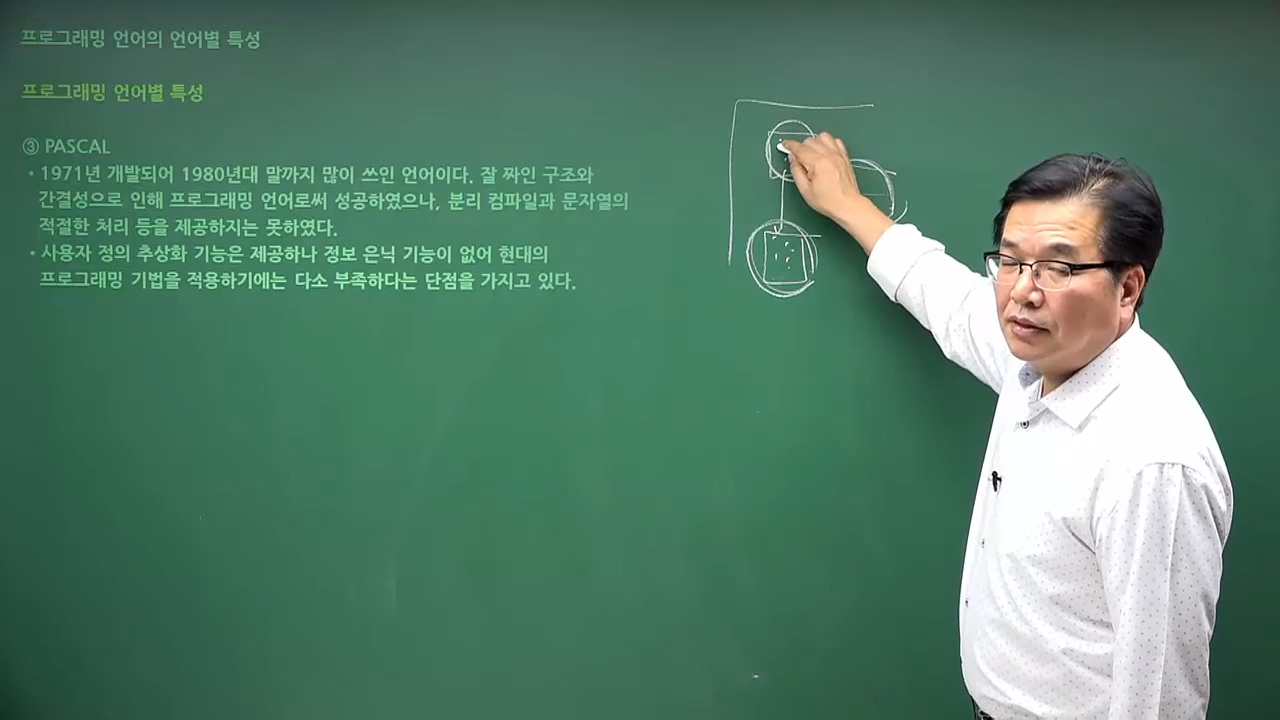 프로그래밍 언어의 언어별 특성
프로그래밍 언어별 특성
③ PASCAL
• 1971년 개발되어 1980년대 말까지 많이 쓰인 언어이다. 잘 짜인 구조와
간결성으로 인해 프로그래밍 언어로써 성공하였으나, 분리 컴파일과 문자열의
적절한 처리 등을 제공하지는 못하였다.
• 사용자 정의 추상화 기능은 제공하나 정보 은닉 기능이 없어 현대의
프로그래밍 기법을 적용하기에는 다소 부족하다는 단점을 가지고 있다.